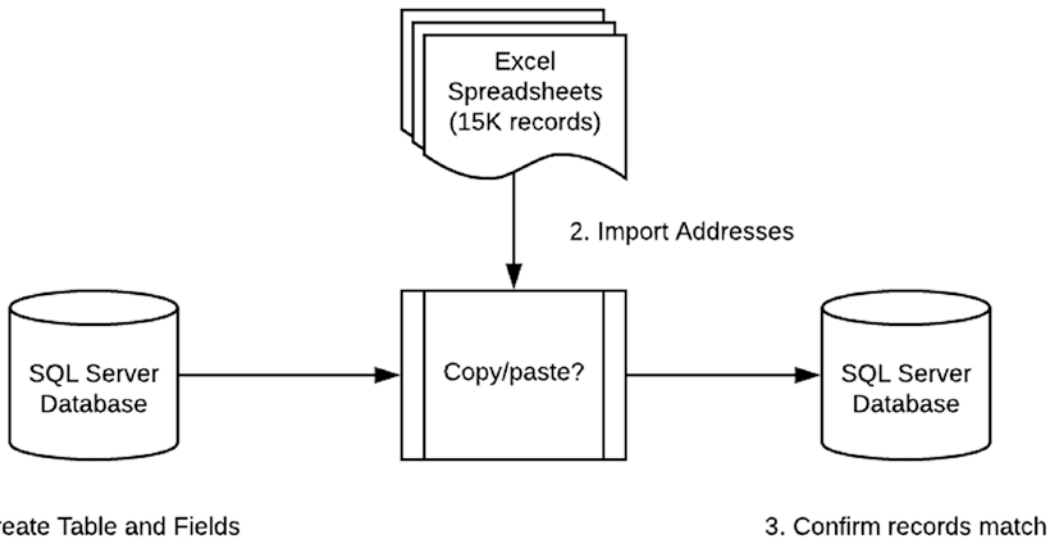 Excel
Spreadsheets
(15K records)
2. Import Addresses
SQL Server
Database
Copy/paste?
SQL Server
Database
Table and Fields
3. Confirm records match